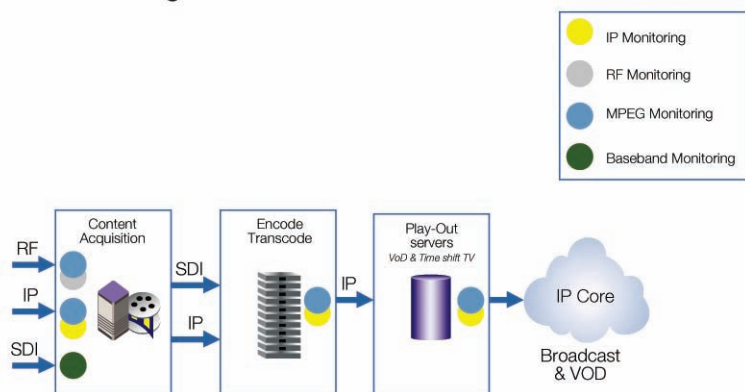 IP Monitoring
RF Monitoring
MPEG Monitoring
Baseband Monitoring
Content
Acquisition
Encode
Transcode
Play-Out
servers
VoD & Time shift TV
RF
IP
SDI
SDI
IP
IP
IP Core
Broadcast
& VOD